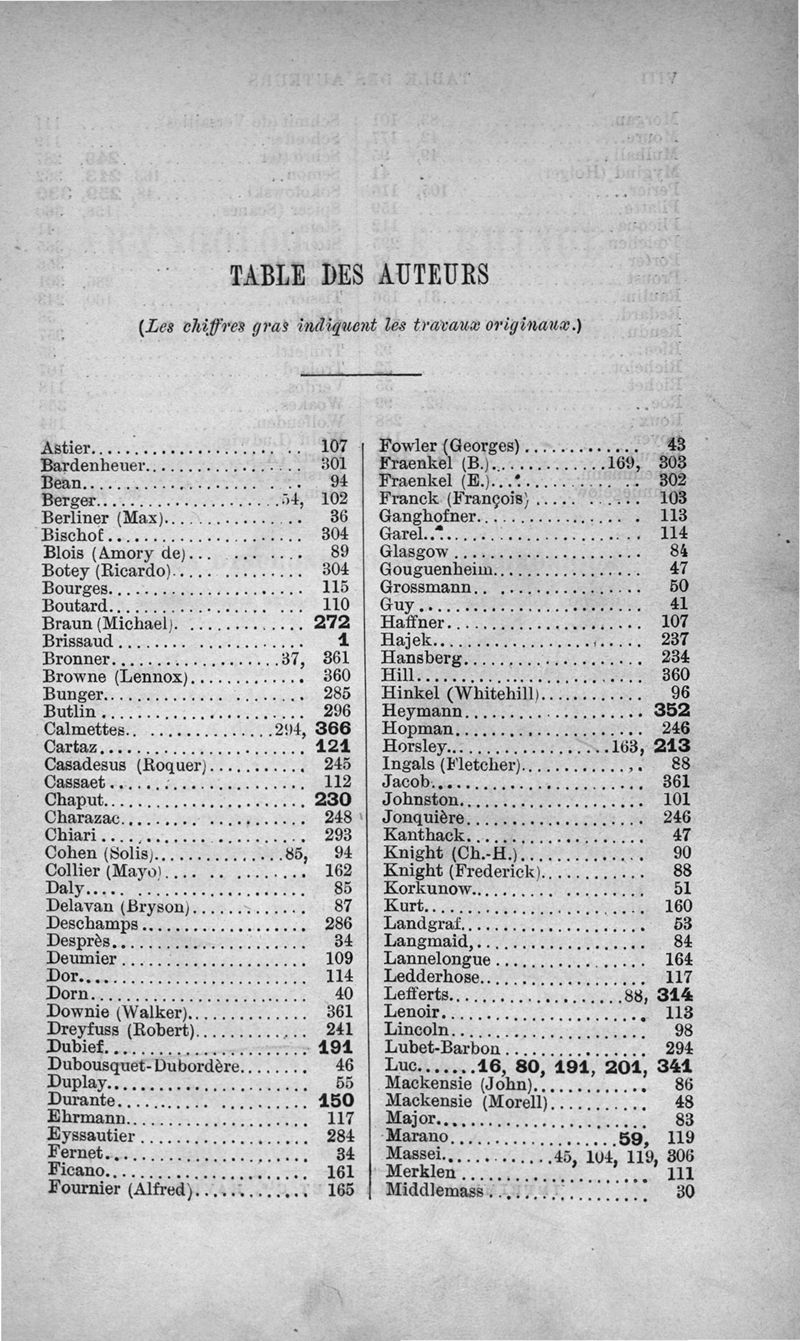 TABLE DES AUTEURS
(Les chiffres gras indiquent les travaux originaux.)
Astier...................... 107
Bardenheuer.................. 301
Bean...................... 94
Berger......................54, 102
Berliner (Max)................ 36
Bischof...................... 304
Blois (Amory de)............. 89
Botey (Ricardo)............... 304
Bourges...................... 115
Boutard...................... 110
Braun (Michael).............. 272
Brissaud...................... 1
Bronner....................37, 361
Browne (Lennox)............. 360
Bunger...................... 285
Butlin...................... 296
Calmettes..................294, 366
Cartaz...................... 121
Casadesus (Roquer)........... 245
Cassaet...................... 112
Chaput...................... 230
Charazac..................... 248
Chiari...................... 293
Cohen (Solis)...............85, 94
Collier (Mayo)................ 162
Daly...................... 85
Delavan (Bryson)............. 87
Deschamps.................... 286
Desprès...................... 34
Deumier...................... 109
Dor...................... 114
Dorn...................... 40
Downie (Walker).............. 361
Dreyfuss (Robert)............. 241
Dubief...................... 191
Dubousquet-Dubordère........ 46
Duplay...................... 55
Durante...................... 150
Ehrmann...................... 117
Eyssautier.................... 284
Fernet...................... 34
Ficano...................... 161
Fournier (Alfred)............. 165
Fowler (Georges).............. 43
Fraenkel (B.)..............169, 303
Fraenkel (E.)................ 302
Franck (François)............ 103
Ganghofner.................. 113
Garel...................... 114
Glasgow...................... 84
Gouguenheim.................. 47
Grossmann.................... 50
Guy...................... 41
Haffner...................... 107
Hajek...................... 237
Hansberg..................... 234
Hill...................... 360
Hinkel (Whitehill)............ 96
Heymann..................... 352
Hopman...................... 246
Horsley...................163, 213
Ingals (Fletcher).............. 88
Jacob...................... 361
Johnston..................... 101
Jonquière.................... 246
Kanthack..................... 47
Knight (Ch.-H.)............... 90
Knight (Frederick)............ 88
Korkunow.................... 51
Kurt...................... 160
Landgraf..................... 53
Langmaid,.................... 84
Lannelongue.................. 164
Ledderhose................... 117
Lefferts....................88, 314
Lenoir...................... 113
Lincoln...................... 98
Lubet-Barbon................ 294
Luc.......16, 80, 191, 201, 341
Mackensie (John)............. 86
Mackensie (Morell)........... 48
Major...................... 83
Marano....................59, 119
Massei.............45, 104, 119, 306
Merklen...................... 111
Middlemass................... 30